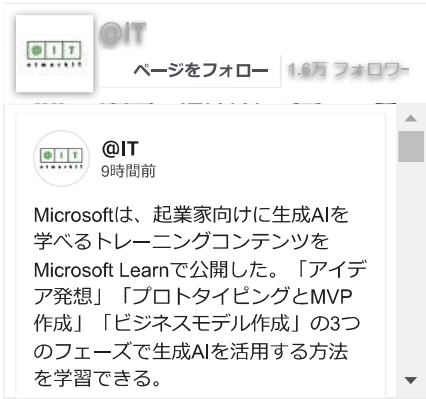 @IT
ページをフォロー
1.6万 フォロワー
@IT
9時間前
Microsoftは、起業家向けに生成AIを
学べるトレーニングコンテンツを
Microsoft Learnで公開した。「アイデ
ア発想」「プロトタイピングとMVP
作成」「ビジネスモデル作成」の3つ
のフェーズで生成AIを活用する方法
を学習できる。